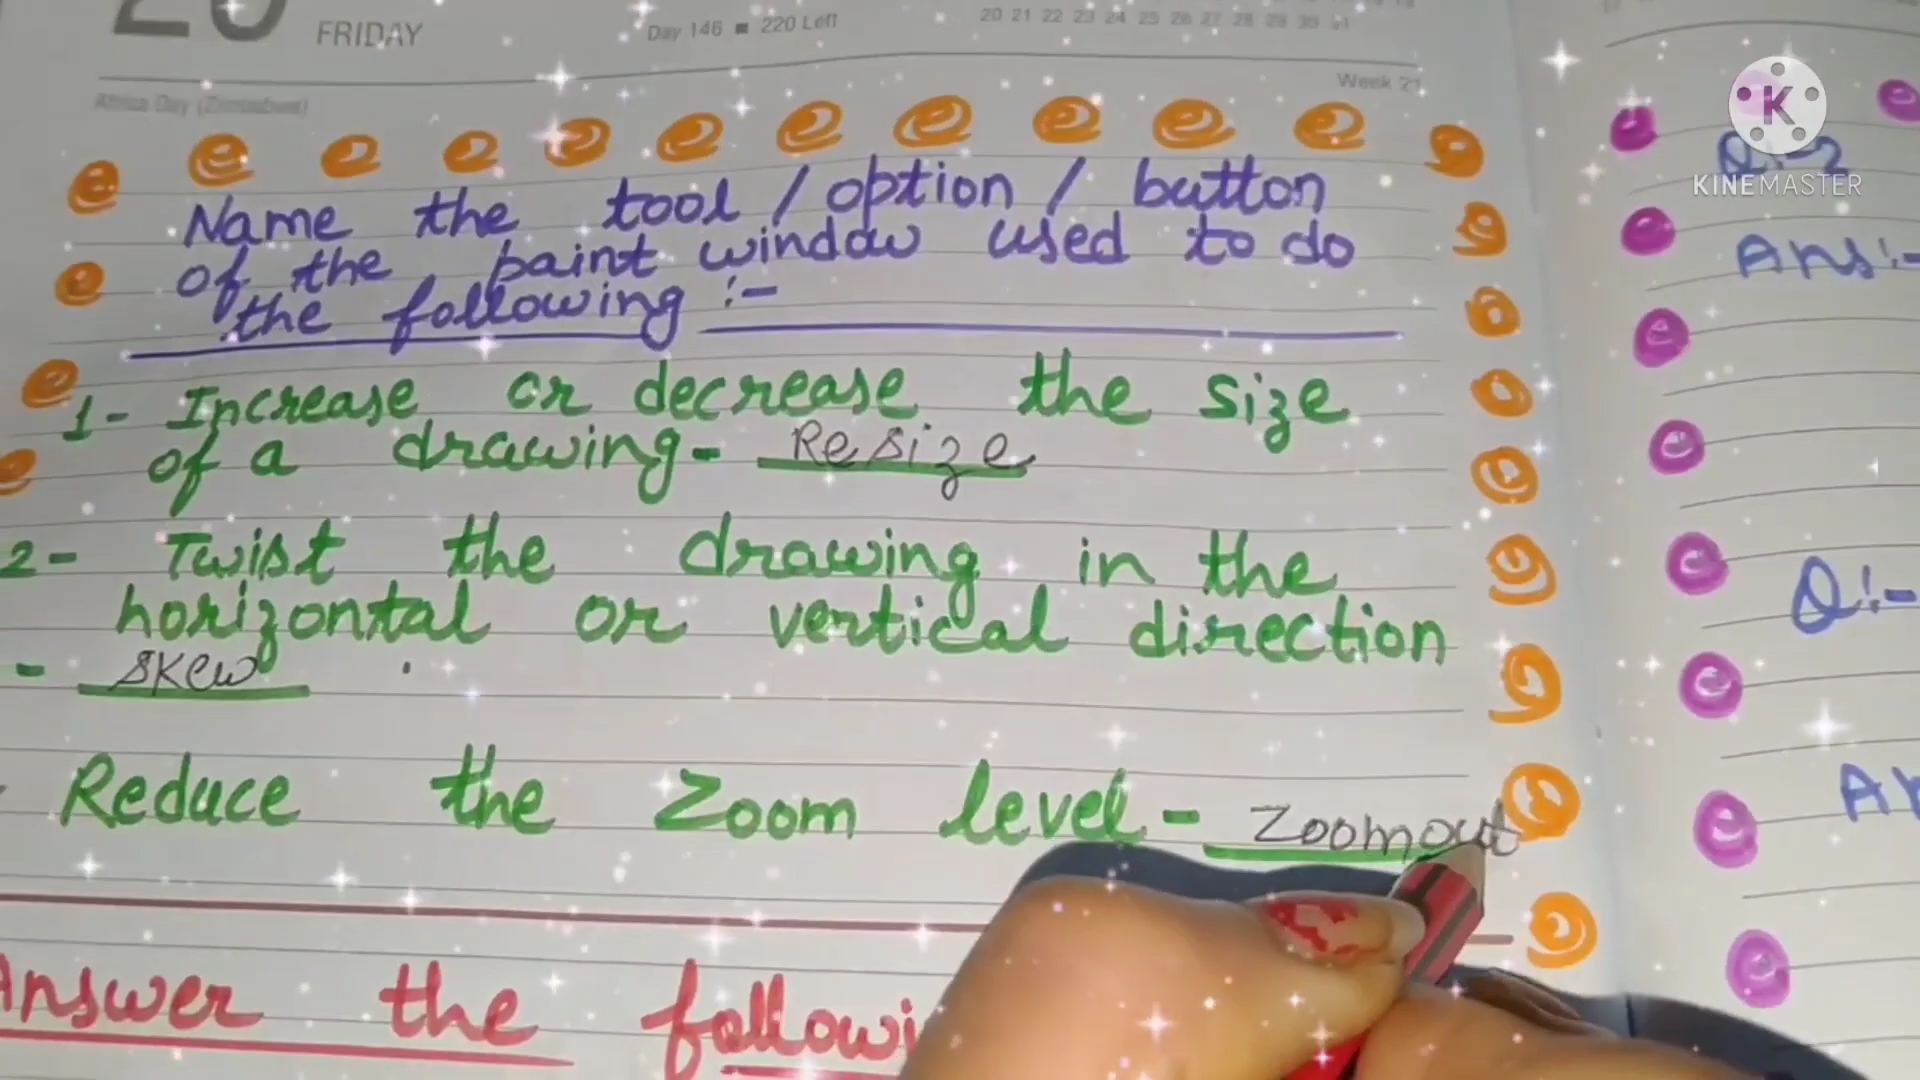 FRIDAY
Day 146 ■ 220 Left
20 21 22 23 24 25 26 27 28 29 30 31
Week 21
Africa Day (Zimbabwe)
Name the tool / option / button
of the paint window used to do
the following :-
1- Increase or decrease the size
of a drawing- Resize
2- Twist the drawing in the
horizontal or vertical direction
- skew
Reduce the Zoom level- Zoomout
Answer the followi
K
KINEMASTER
Ans:-
Q:-